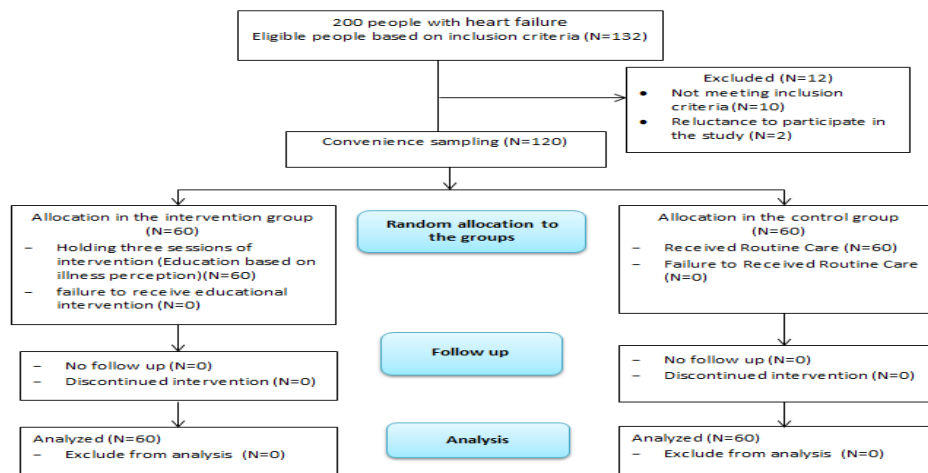 200 people with heart failure
Eligible people based on inclusion criteria (N=132)
Excluded (N=12)
• Not meeting inclusion
criteria (N=10)
• Reluctance to participate in
the study (N=2)
Convenience sampling (N=120)
Allocation in the intervention group
(N=60)
– Holding three sessions of
intervention (Education based on
illness perception)(N=60)
– failure to receive educational
intervention (N=0)
Random allocation to
the groups
Allocation in the control group
(N=60)
– Received Routine Care (N=60)
– Failure to Received Routine Care
(N=0)
– No follow up (N=0)
– Discontinued intervention (N=0)
Follow up
– No follow up (N=0)
– Discontinued intervention (N=0)
Analyzed (N=60)
– Exclude from analysis (N=0)
Analysis
Analyzed (N=60)
– Exclude from analysis (N=0)